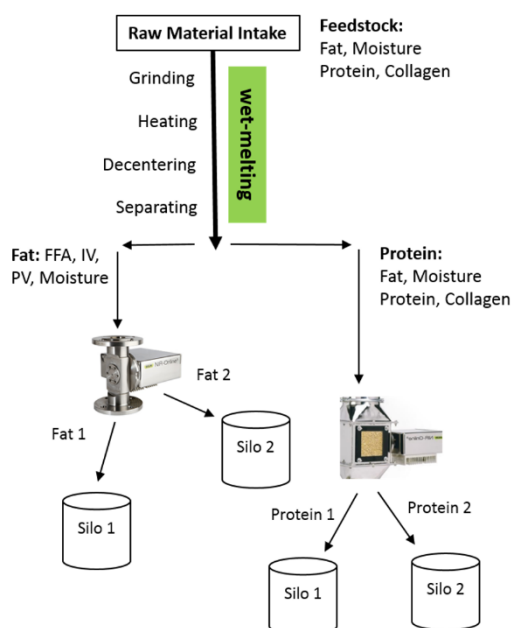 Raw Material Intake
Feedstock:
Fat, Moisture
Protein, Collagen
Grinding
Heating
Decentering
Separating
wet-melting
Fat: FFA, IV,
PV, Moisture
Protein:
Fat, Moisture
Protein, Collagen
Fat 2
Fat 1
Silo 2
Silo 1
Protein 1
Protein 2
Silo 1
Silo 2